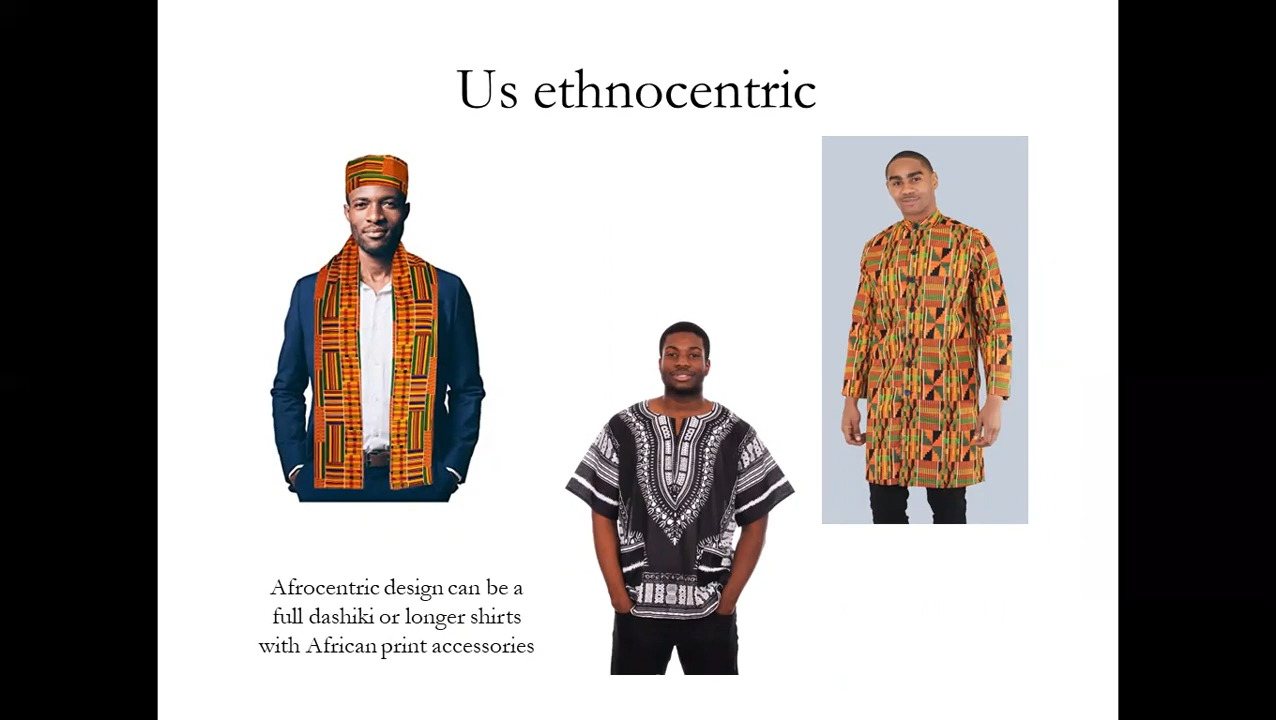 Us ethnocentric
Afrocentric design can be a
full dashiki or longer shirts
with African print accessories